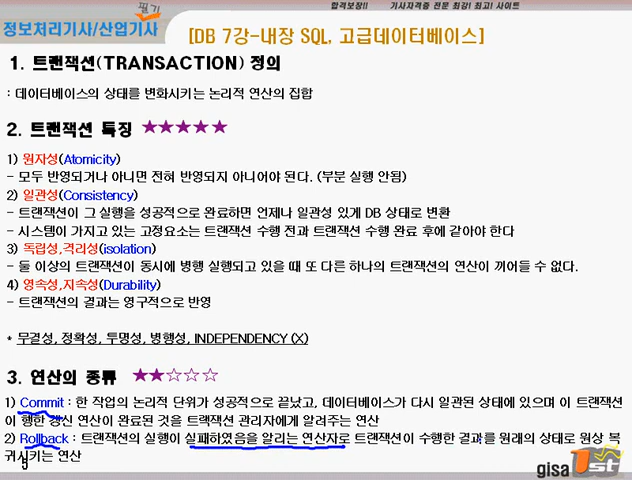 필기
합격보장!! 기사자격증 전문 최강! 최고! 사이트
정보처리기사/산업기사
[DB 7강-내장 SQL, 고급데이터베이스]
1. 트랜잭션(TRANSACTION) 정의
: 데이터베이스의 상태를 변화시키는 논리적 연산의 집합
2. 트랜잭션 특징 ★★★★★
1) 원자성(Atomicity)
- 모두 반영되거나 아니면 전혀 반영되지 아니어야 된다. (부분 실행 안됨)
2) 일관성(Consistency)
- 트랜잭션이 그 실행을 성공적으로 완료하면 언제나 일관성 있게 DB 상태로 변환
- 시스템이 가지고 있는 고정요소는 트랜잭션 수행 전과 트랜잭션 수행 완료 후에 같아야 한다
3) 독립성,격리성(isolation)
- 둘 이상의 트랜잭션이 동시에 병행 실행되고 있을 때 또 다른 하나의 트랜잭션의 연산이 끼어들 수 없다.
4) 영속성,지속성(Durability)
- 트랜잭션의 결과는 영구적으로 반영
* 무결성, 정확성, 투명성, 병행성, INDEPENDENCY (X)
3. 연산의 종류 ★★☆☆☆
1) Commit : 한 작업의 논리적 단위가 성공적으로 끝났고, 데이터베이스가 다시 일관된 상태에 있으며 이 트랜잭션
이 행한 갱신 연산이 완료된 것을 트랙잭션 관리자에게 알려주는 연산
2) Rollback : 트랜잭션의 실행이 실패하였음을 알리는 연산자로 트랜잭션이 수행한 결과를 원래의 상태로 원상 복
귀시키는 연산
gisa 1st